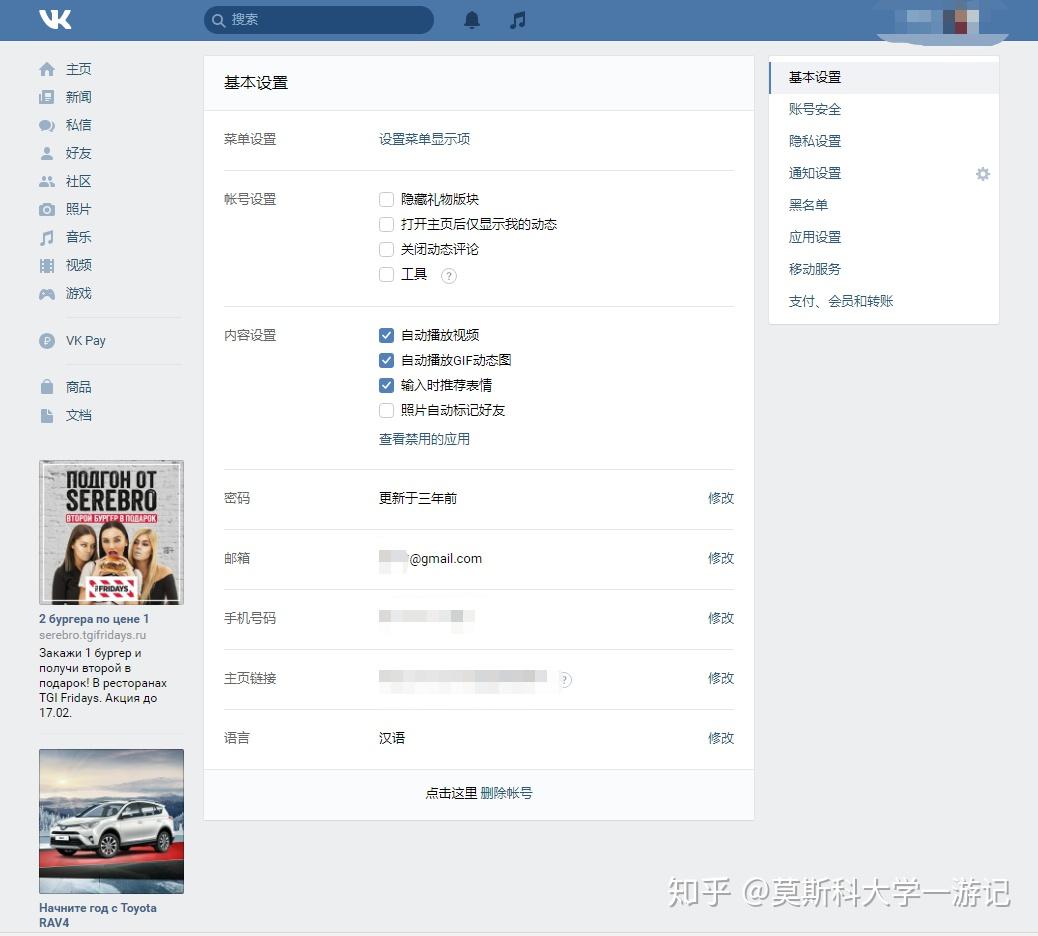 VK
搜索
主页
新闻
私信
好友
社区
照片
音乐
视频
游戏
VK Pay
商品
文档
ПОДГОН ОТ
SEREBRO
ВТОРОЙ БУРГЕР В ПОДАРОК
FRIDAYS
2 бургера по цене 1
serebro.tgifridays.ru
Закажи 1 бургер и
получи второй в
подарок! В ресторанах
TGI Fridays. Акция до
17.02.
Начните год с Toyota
RAV4
基本设置
菜单设置 设置菜单显示项
帐号设置 隐藏礼物版块
打开主页后仅显示我的动态
关闭动态评论
工具 ?
内容设置 自动播放视频
自动播放GIF动态图
输入时推荐表情
照片自动标记好友
查看禁用的应用
密码 更新于三年前 修改
邮箱 @gmail.com 修改
手机号码 修改
主页链接 ? 修改
语言 汉语 修改
点击这里 删除帐号
基本设置
账号安全
隐私设置
通知设置
黑名单
应用设置
移动服务
支付、会员和转账
知乎 @莫斯科大学一游记